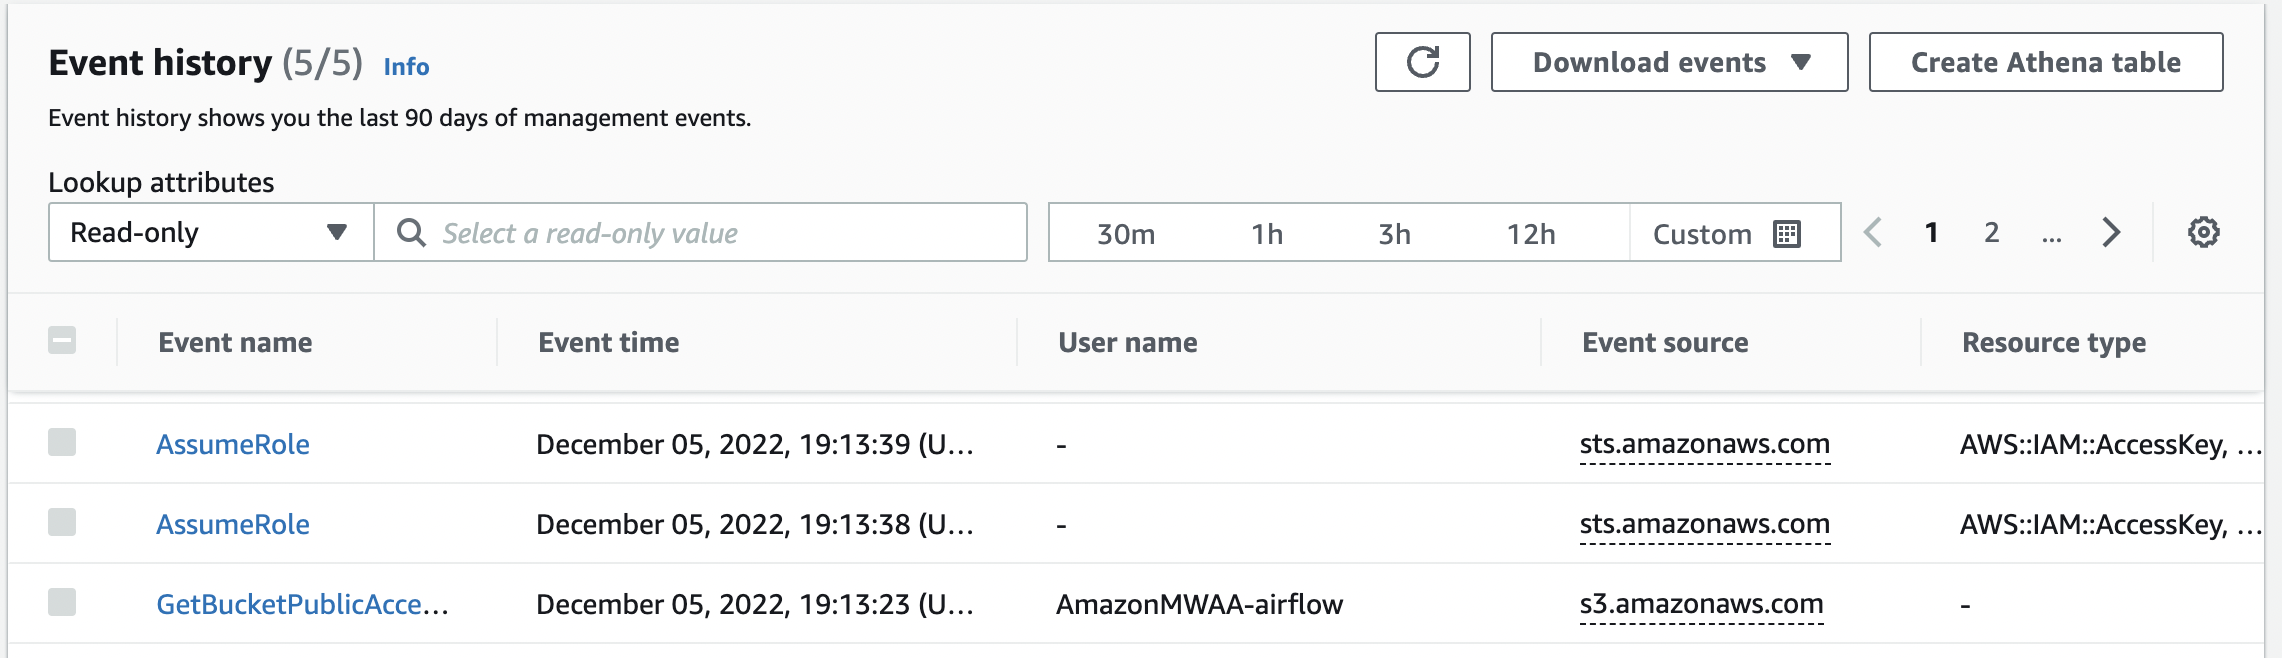 Event history (5/5) Info
Download events
Create Athena table
Event history shows you the last 90 days of management events.
Lookup attributes
Read-only
Select a read-only value
30m 1h 3h 12h Custom
1 2 ...
Event name Event time User name Event source Resource type
AssumeRole December 05, 2022, 19:13:39 (U... - sts.amazonaws.com AWS::IAM::AccessKey, ...
AssumeRole December 05, 2022, 19:13:38 (U... - sts.amazonaws.com AWS::IAM::AccessKey, ...
GetBucketPublicAcce... December 05, 2022, 19:13:23 (U... AmazonMWAA-airflow s3.amazonaws.com -